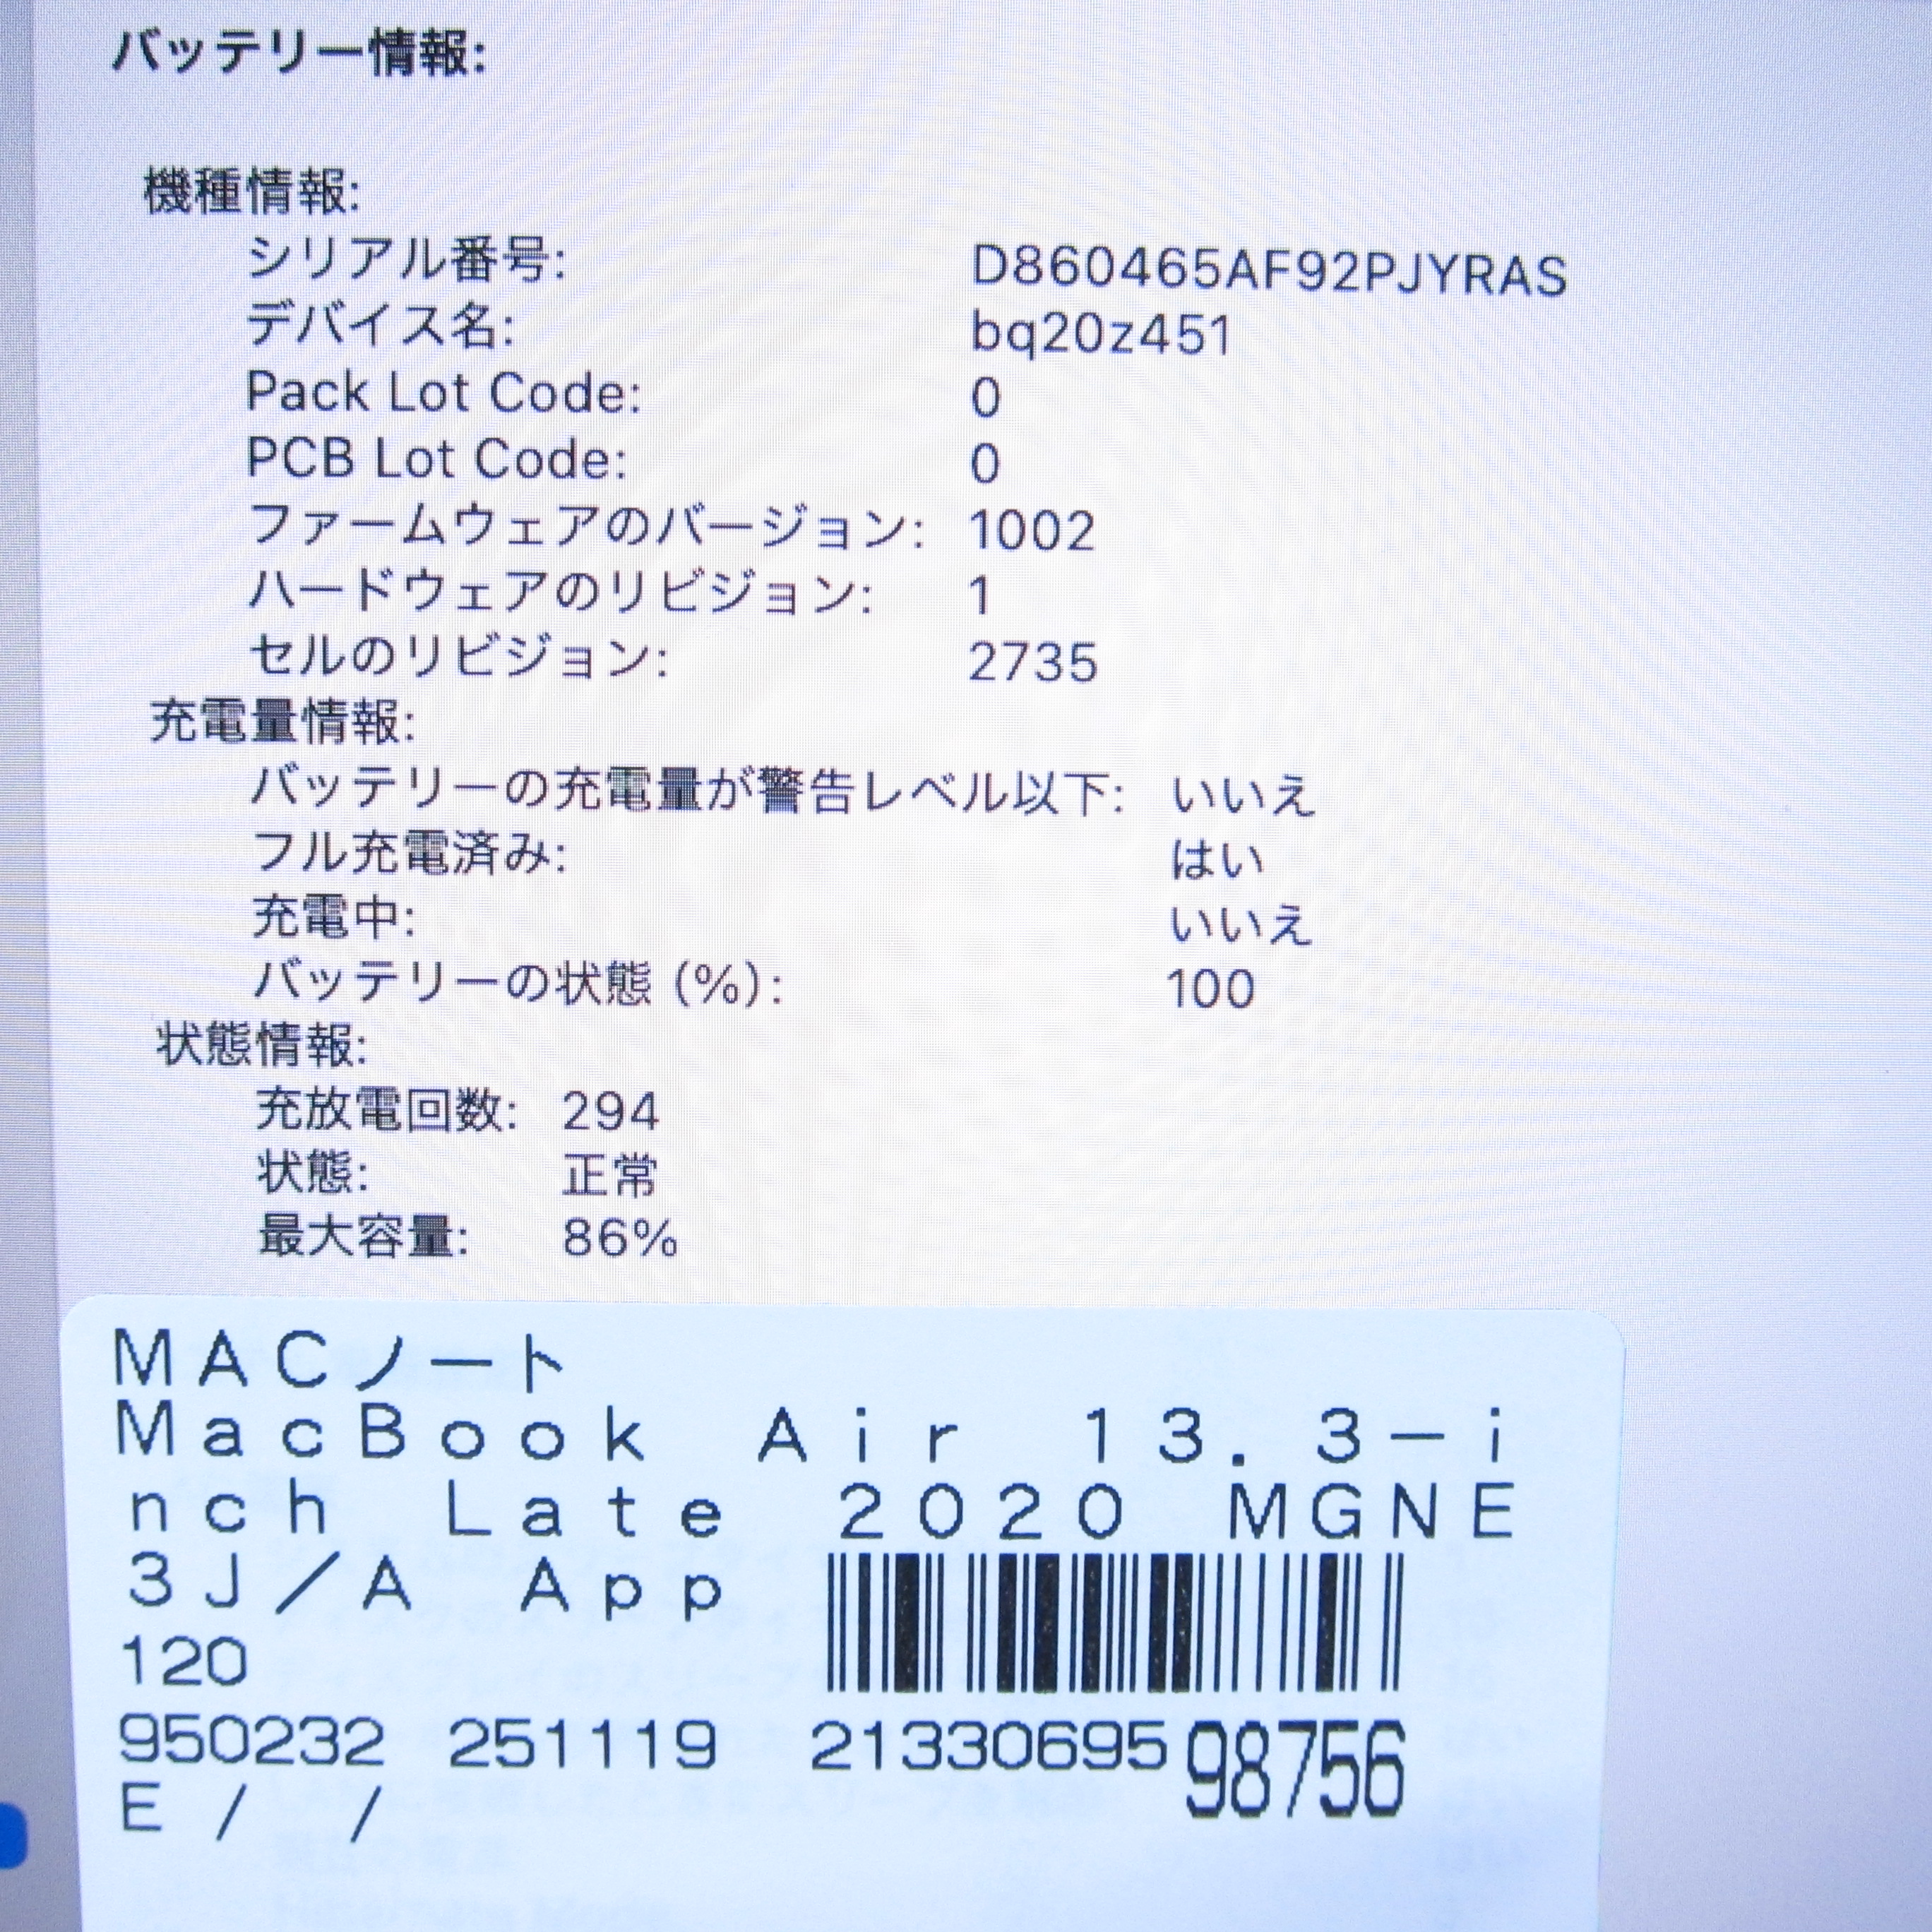 バッテリー情報:
機種情報:
シリアル番号: D860465AF92PJYRAS
デバイス名: bq20z451
Pack Lot Code: 0
PCB Lot Code: 0
ファームウェアのバージョン: 1002
ハードウェアのリビジョン: 1
セルのリビジョン: 2735
充電量情報:
バッテリーの充電量が警告レベル以下: いいえ
フル充電済み: はい
充電中: いいえ
バッテリーの状態 (%): 100
状態情報:
充放電回数: 294
状態: 正常
最大容量: 86%
MACノート
MacBook Air 13.3-i
nch Late 2020 MGNE
3J/A App
120
950232 251119 21330695 98756
E / /